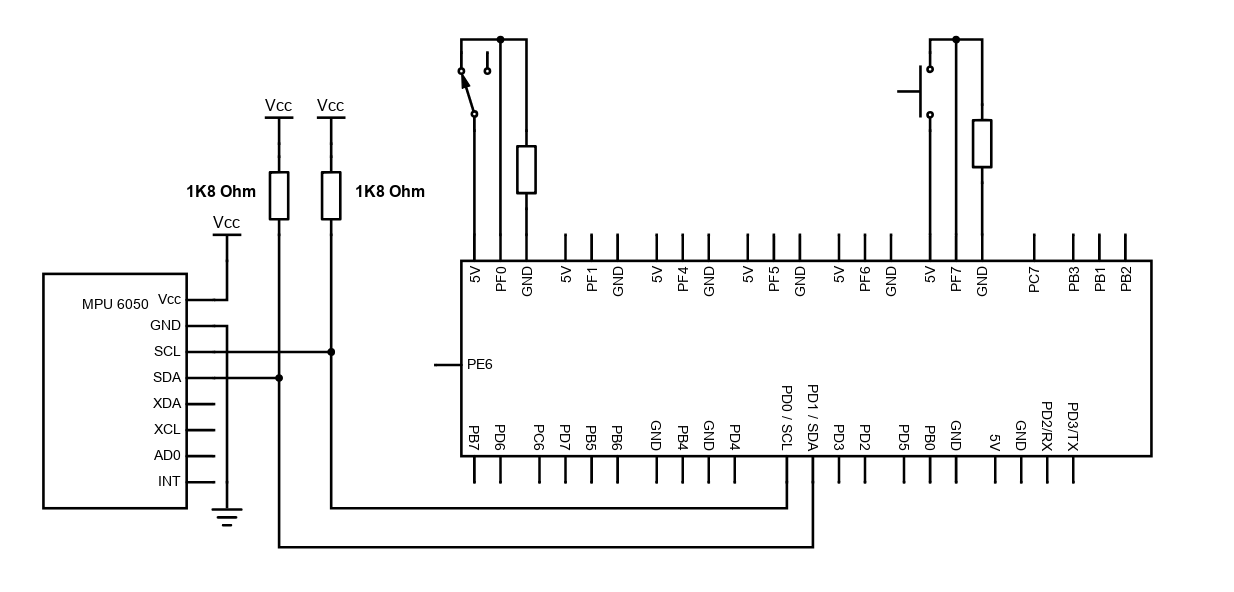 Vcc
Vcc
1K8 Ohm
1K8 Ohm
Vcc
MPU 6050
Vcc
GND
SCL
SDA
XDA
XCL
AD0
INT
5V
PF0
GND
5V
PF1
GND
5V
PF4
GND
5V
PF5
GND
5V
PF6
GND
5V
PF7
GND
PC7
PB3
PB1
PB2
PE6
PB7
PD6
PC6
PD7
PB5
PB6
GND
PB4
GND
PD4
PD0 / SCL
PD1 / SDA
PD3
PD2
PD5
PB0
GND
5V
GND
PD2/RX
PD3/TX